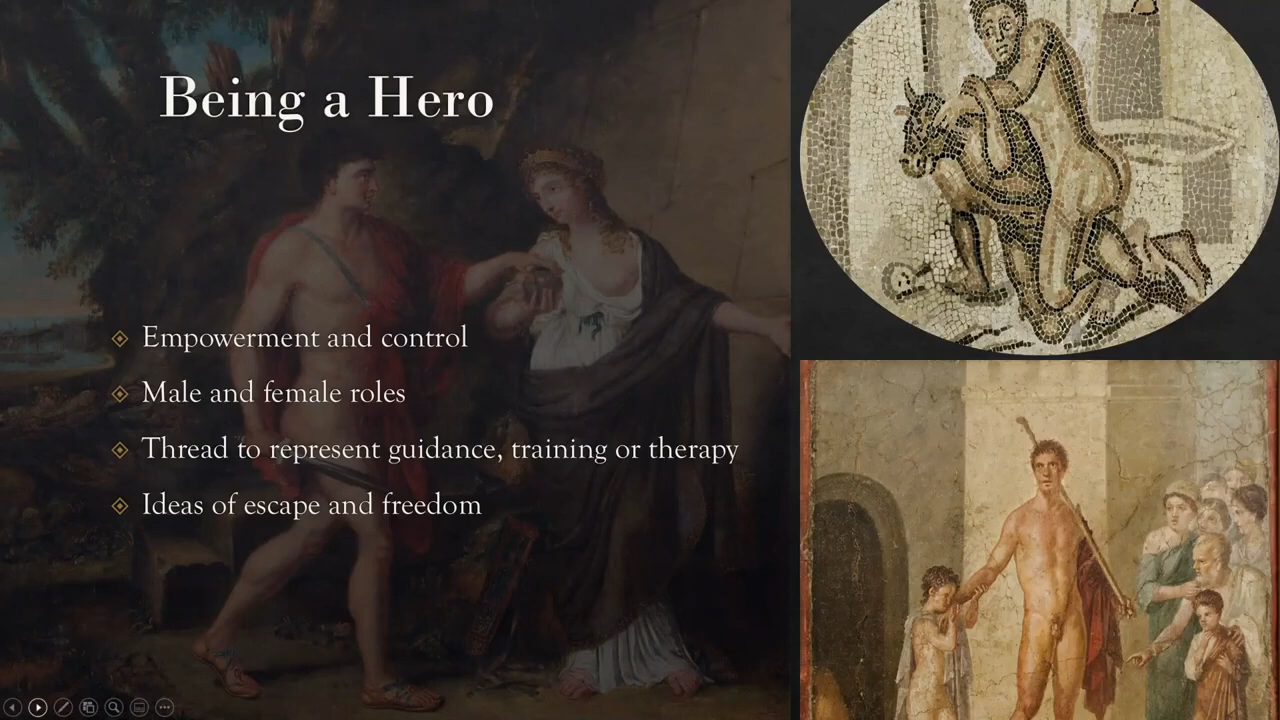 Being a Hero
Empowerment and control
Male and female roles
Thread to represent guidance, training or therapy
Ideas of escape and freedom